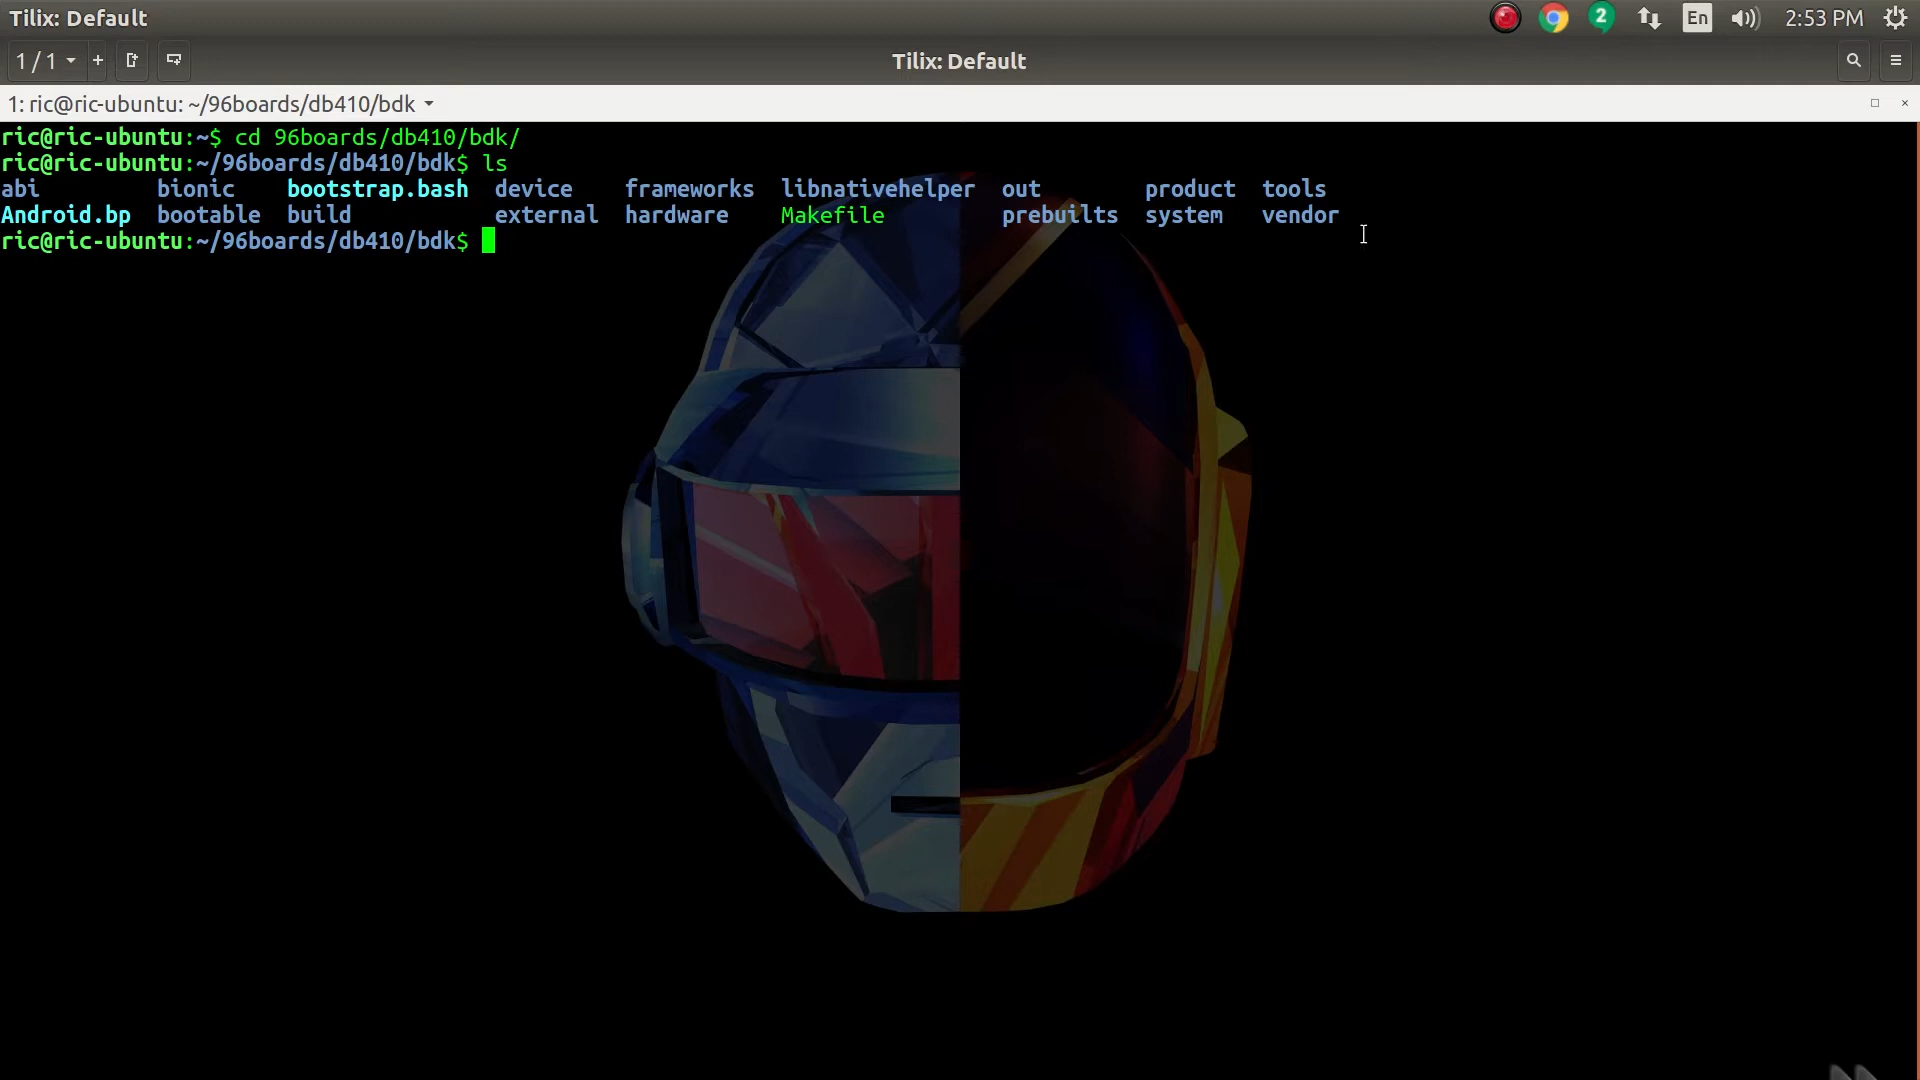 Tilix: Default
2 En 2:53 PM
1 / 1 + Tilix: Default
1: ric@ric-ubuntu: ~/96boards/db410/bdk
ric@ric-ubuntu:~$ cd 96boards/db410/bdk/
ric@ric-ubuntu:~/96boards/db410/bdk$ ls
abi bionic bootstrap.bash device frameworks libnativehelper out product tools
Android.bp bootable build external hardware Makefile prebuilts system vendor
ric@ric-ubuntu:~/96boards/db410/bdk$